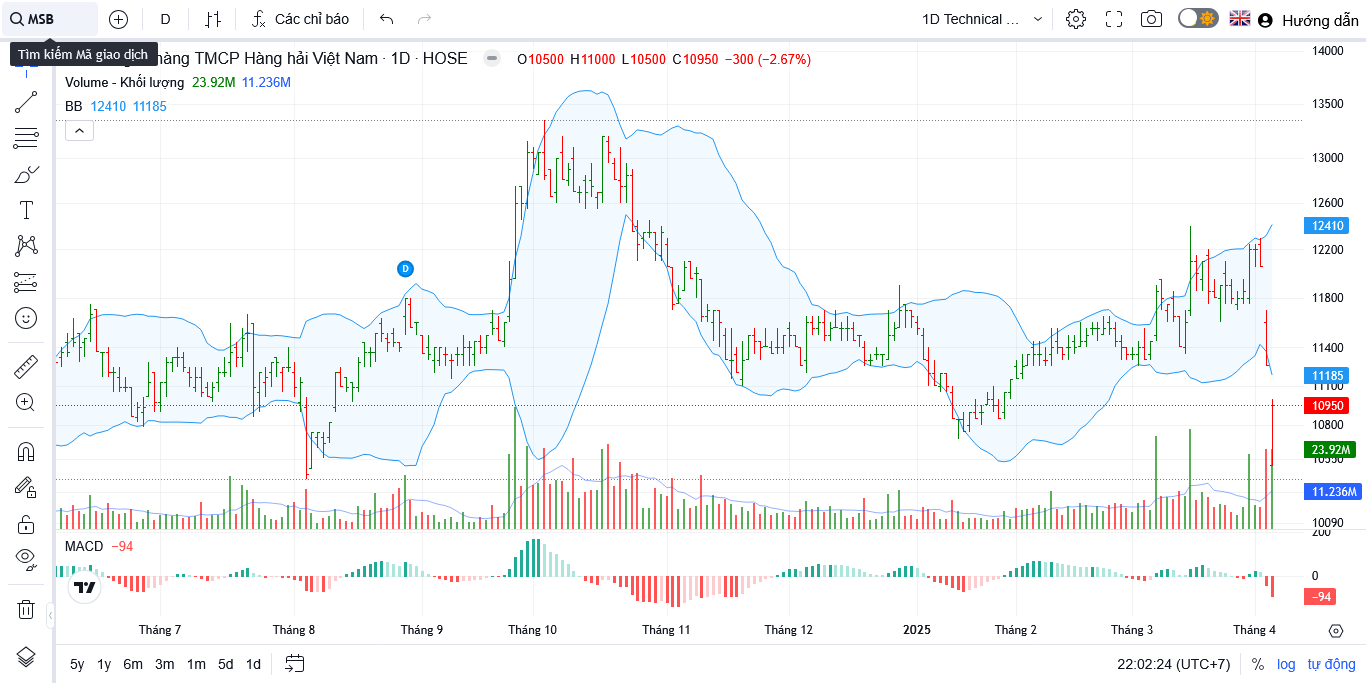 MSB
D
Các chỉ báo
1D Technical ...
Hướng dẫn
Tìm kiếm Mã giao dịch
hàng TMCP Hàng hải Việt Nam · 1D · HOSE
O10500 H11000 L10500 C10950 −300 (−2.67%)
Volume - Khối lượng 23.92M 11.236M
BB 12410 11185
D
14000
13500
13000
12600
12410
12200
11800
11400
11185
11100
10950
10800
23.92M
11.236M
10090
200
MACD −94
0
−94
Tháng 7 Tháng 8 Tháng 9 Tháng 10 Tháng 11 Tháng 12 2025 Tháng 2 Tháng 3 Tháng 4
5y 1y 6m 3m 1m 5d 1d
22:02:24 (UTC+7) % log tự động